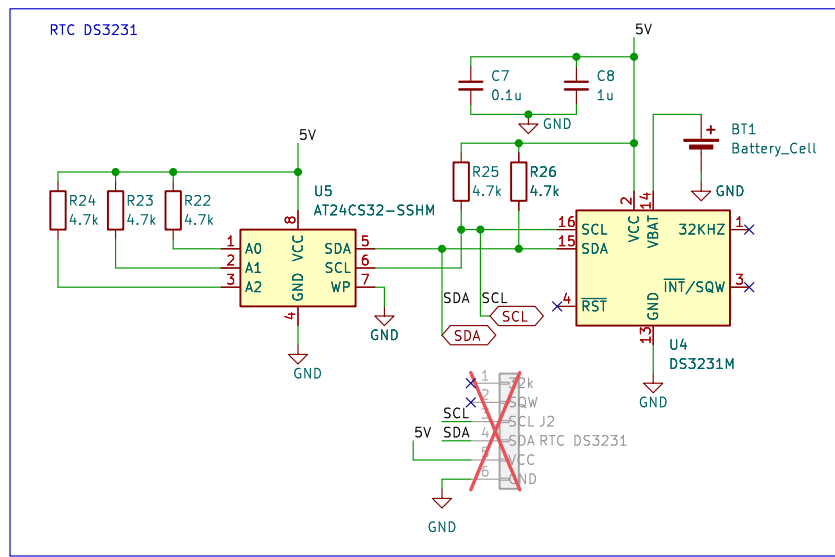 RTC DS3231
5V
C7
0.1u
C8
1u
GND
BT1
Battery_Cell
GND
5V
R24
4.7k
R23
4.7k
R22
4.7k
U5
AT24CS32-SSHM
8
VCC
1 A0
2 A1
3 A2
SDA 5
SCL 6
WP 7
GND
4
GND
GND
R25
4.7k
R26
4.7k
2
VCC
14
VBAT
16 SCL
15 SDA
4 RST
32KHZ 1
INT/SQW 3
GND
13
U4
DS3231M
GND
SDA SCL
SCL
SDA
1 32k
2 SQW
SCL 3 SCL J2
SDA 4 SDA RTC DS3231
5V 5 VCC
6 GND
GND